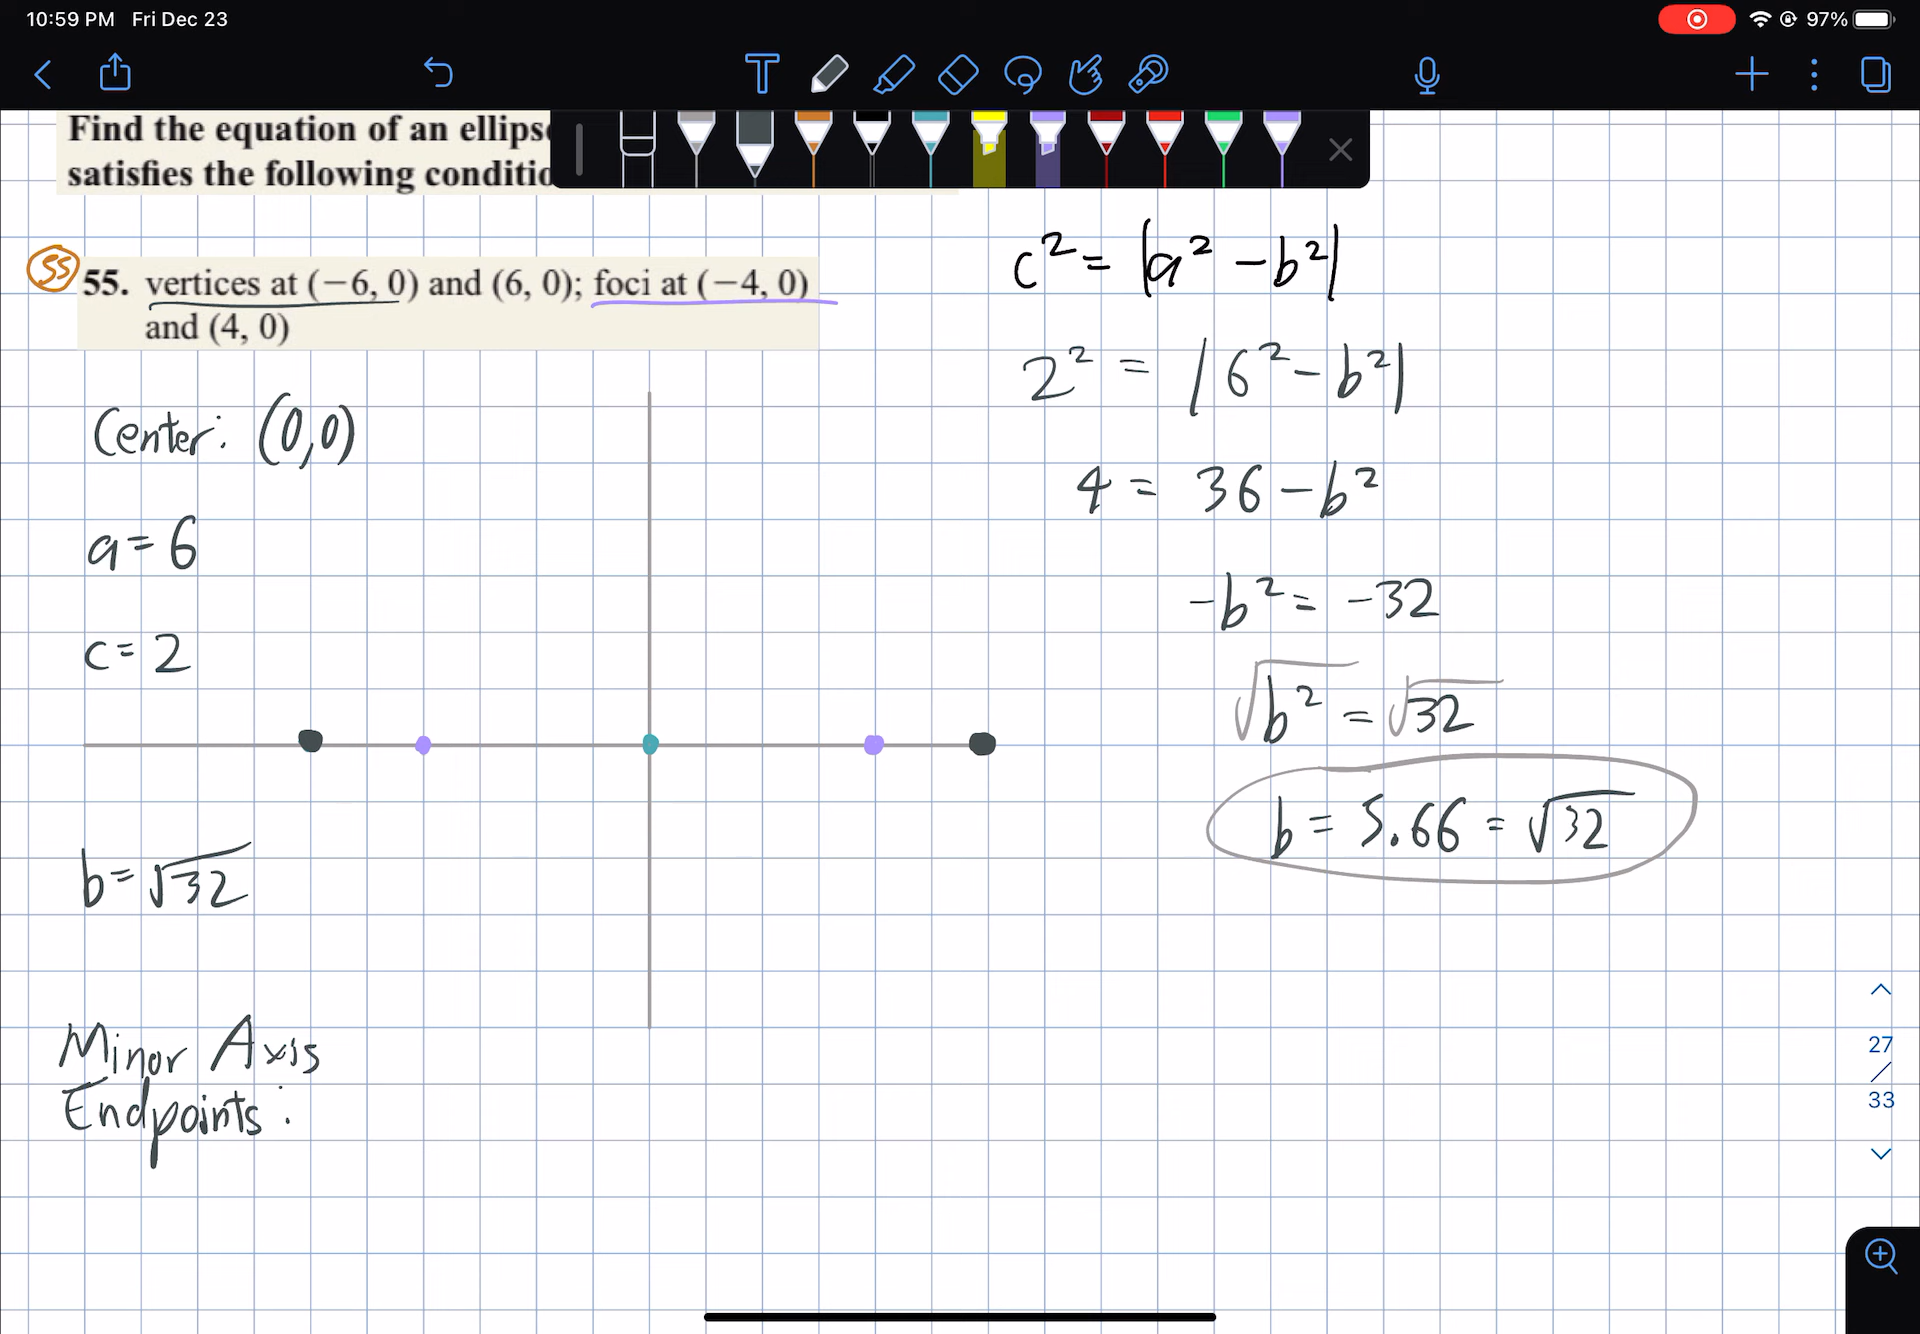 10:59 PM Fri Dec 23
97%
Find the equation of an ellips
satisfies the following conditio
55
55. vertices at (−6, 0) and (6, 0); foci at (−4, 0)
and (4, 0)
Center: (0,0)
a = 6
c = 2
b = √32
Minor Axis
Endpoints:
c² = |a² − b²|
2² = |6² − b²|
4 = 36 − b²
−b² = −32
√b² = √32
b = 5.66 = √32
27
/
33